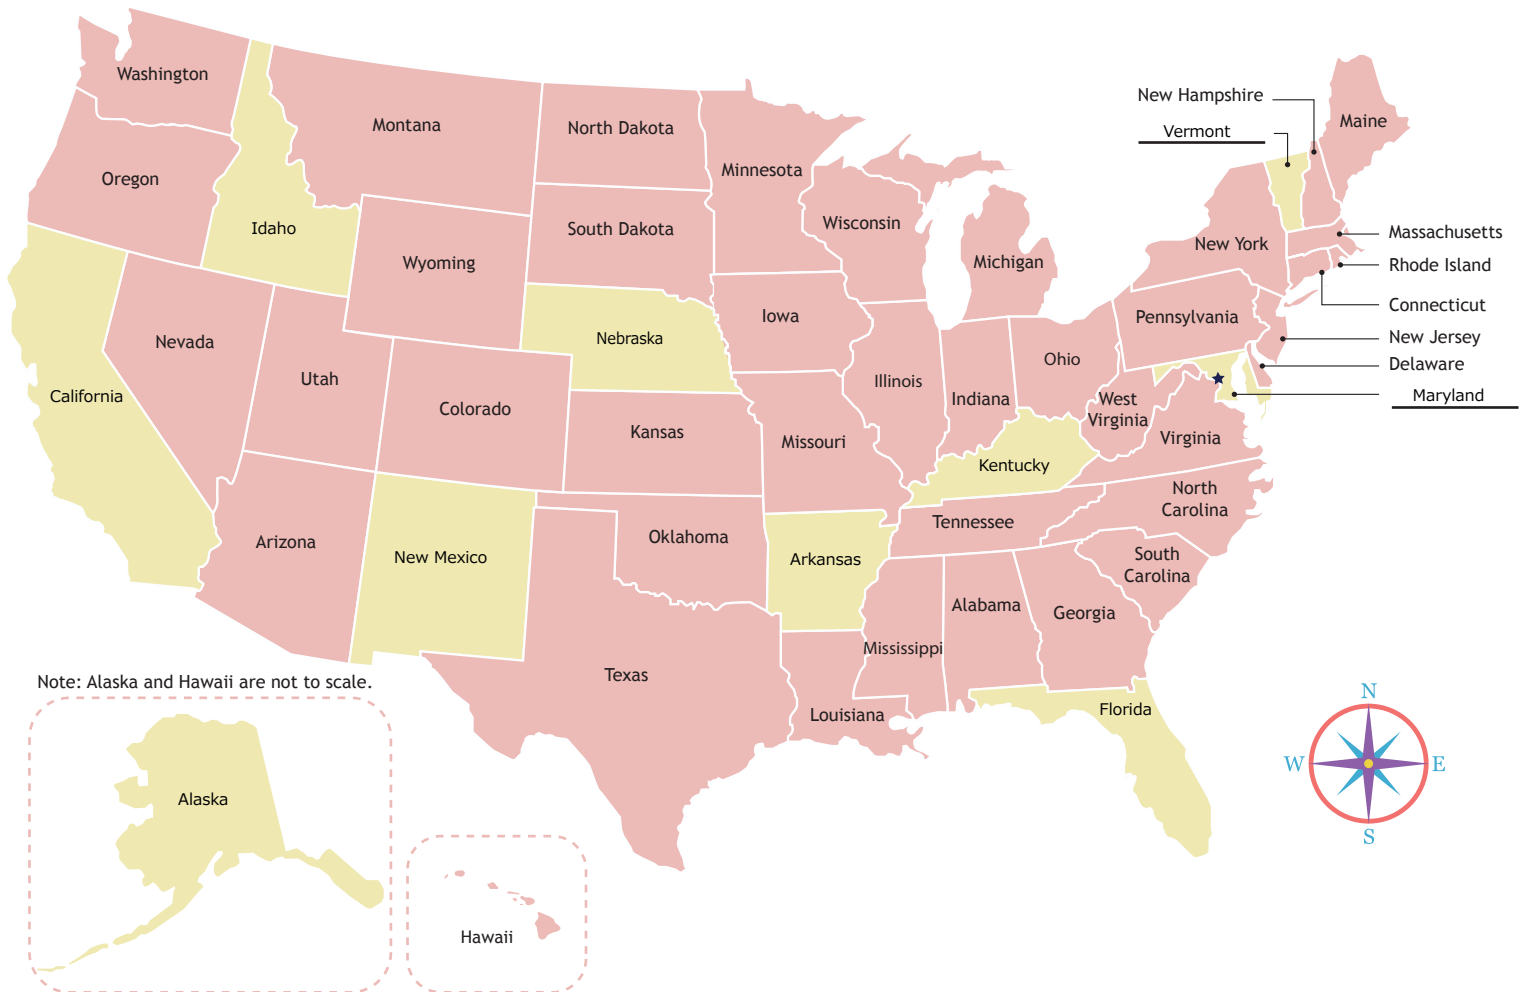 Washington
Montana
North Dakota
Minnesota
New Hampshire
Vermont
Maine
Oregon
Idaho
Wyoming
South Dakota
Wisconsin
Michigan
New York
Massachusetts
Rhode Island
Connecticut
New Jersey
Delaware
Maryland
Nevada
Utah
Colorado
Nebraska
Iowa
Illinois
Indiana
Ohio
Pennsylvania
California
Kansas
Missouri
Kentucky
West
Virginia
Virginia
Arizona
New Mexico
Oklahoma
Arkansas
Tennessee
North
Carolina
South
Carolina
Texas
Louisiana
Mississippi
Alabama
Georgia
Florida
Note: Alaska and Hawaii are not to scale.
Alaska
Hawaii
N
W
E
S